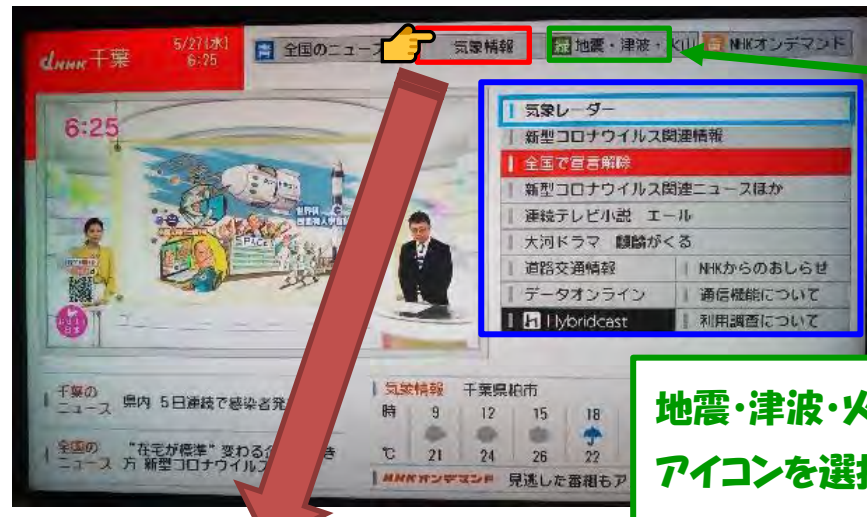 dNHK 千葉
5/27(水)
6:25
青 全国のニュース
気象情報
地震・津波・火山
NHKオンデマンド
6:25
SPACE
気象レーダー
新型コロナウイルス関連情報
全国で宣言解除
新型コロナウイルス関連ニュースほか
連続テレビ小説 エール
大河ドラマ 麒麟がくる
道路交通情報
NHKからのおしらせ
データオンライン
通信機能について
Hybridcast
利用調査について
千葉の
ニュース
県内 5日連続で感染者
全国の
ニュース
"在宅が標準" 変わる
方 新型コロナウイルス
気象情報 千葉県柏市
時 9 12 15 18
℃ 21 24 26 22
NHKオンデマンド 見逃した番組もア
地震・津波・火
アイコンを選